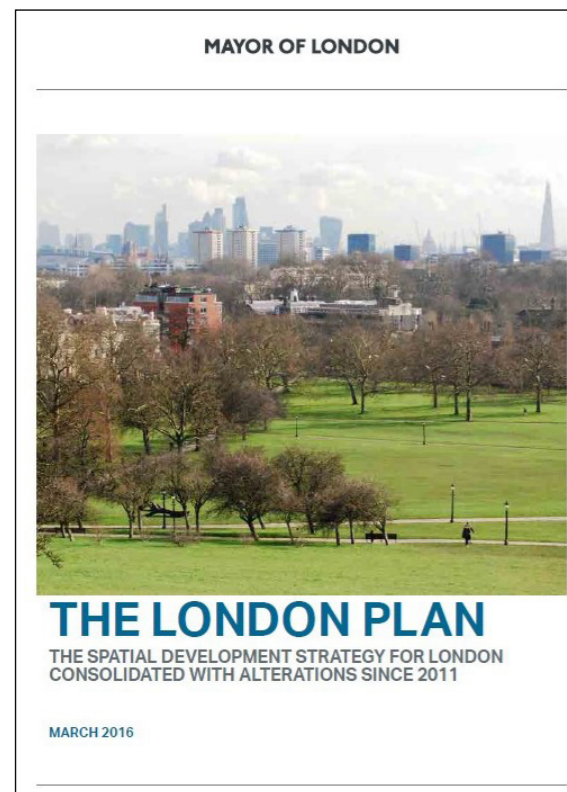 MAYOR OF LONDON
THE LONDON PLAN
THE SPATIAL DEVELOPMENT STRATEGY FOR LONDON
CONSOLIDATED WITH ALTERATIONS SINCE 2011
MARCH 2016